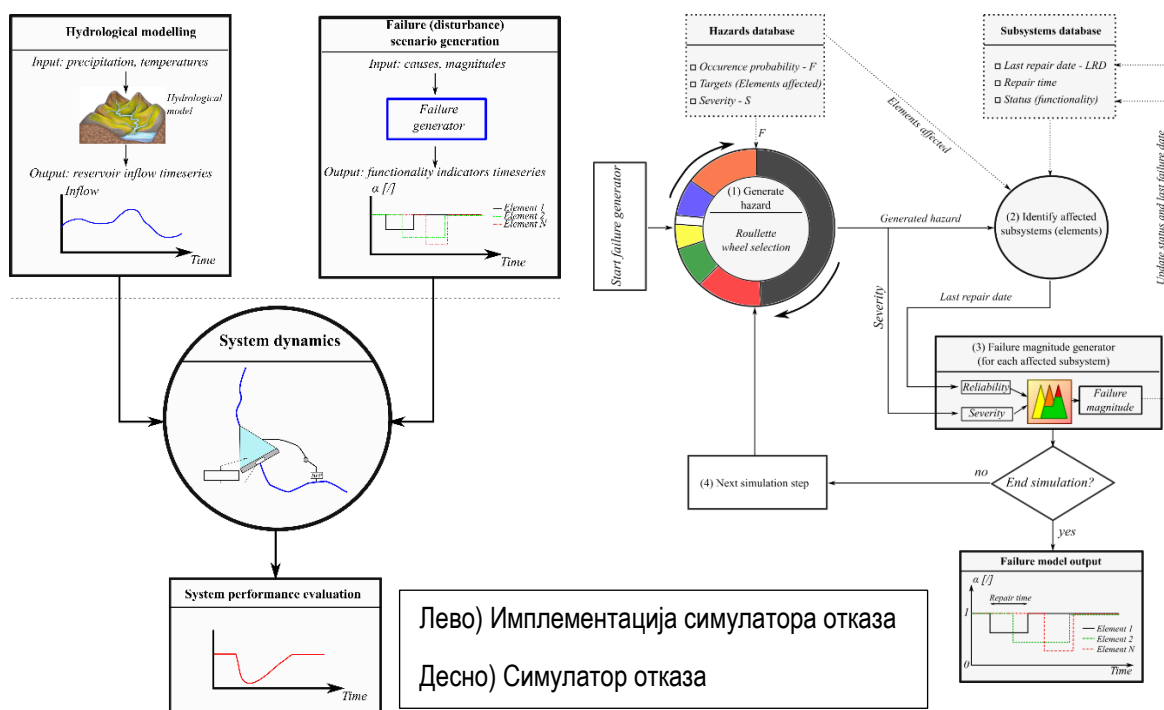 Hydrological modelling
Input: precipitation, temperatures
Hydrological
model
Output: reservoir inflow timeseries
Inflow
Time
Failure (disturbance)
scenario generation
Input: causes, magnitudes
Failure
generator
Output: functionality indicators timeseries
α [/]
Element 1
Element 2
Element N
Time
System dynamics
System performance evaluation
Time
Hazards database
Occurence probability - F
Targets (Elements affected)
Severity - S
Subsystems database
Last repair date - LRD
Repair time
Status (functionality)
Elements affected
F
Start failure generator
(1) Generate
hazard
Roullette
wheel selection
Generated hazard
(2) Identify affected
subsystems (elements)
Update status and last failure date
Severity
Last repair date
(3) Failure magnitude generator
(for each affected subsystem)
Reliability
Severity
Failure
magnitude
(4) Next simulation step
no
End simulation?
yes
Failure model output
α [/]
Repair time
1
Element 1
Element 2
Element N
0
Time
Лево) Имплементација симулатора отказа
Десно) Симулатор отказа